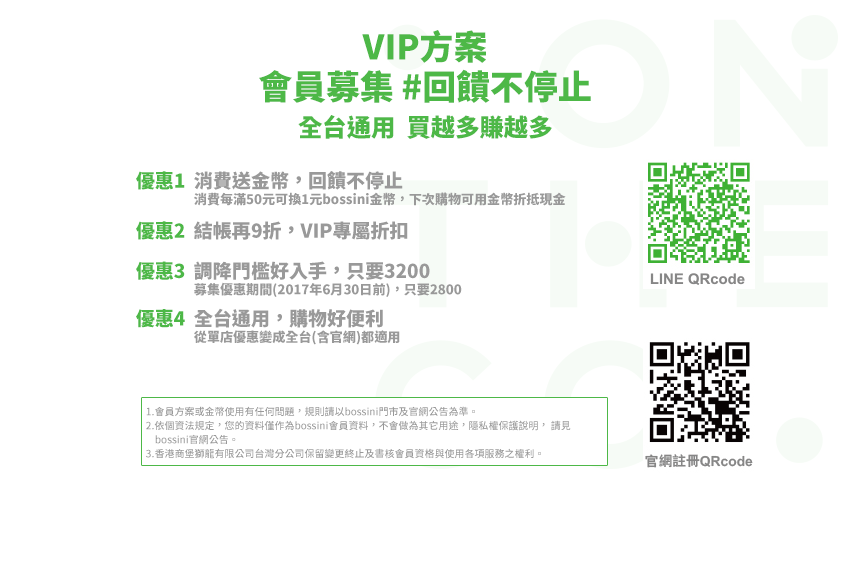 VIP方案
會員募集 #回饋不停止
全台通用 買越多賺越多
優惠1 消費送金幣，回饋不停止
消費每滿50元可換1元bossini金幣，下次購物可用金幣折抵現金
優惠2 結帳再9折，VIP專屬折扣
優惠3 調降門檻好入手，只要3200
募集優惠期間(2017年6月30日前)，只要2800
優惠4 全台通用，購物好便利
從單店優惠變成全台(含官網)都適用
LINE QRcode
官網註冊QRcode
1.會員方案或金幣使用有任何問題，規則請以bossini門市及官網公告為準。
2.依個資法規定，您的資料僅作為bossini會員資料，不會做為其它用途，隱私權保護說明， 請見
bossini官網公告。
3.香港商堡獅龍有限公司台灣分公司保留變更終止及書核會員資格與使用各項服務之權利。
ION
THE
GO.